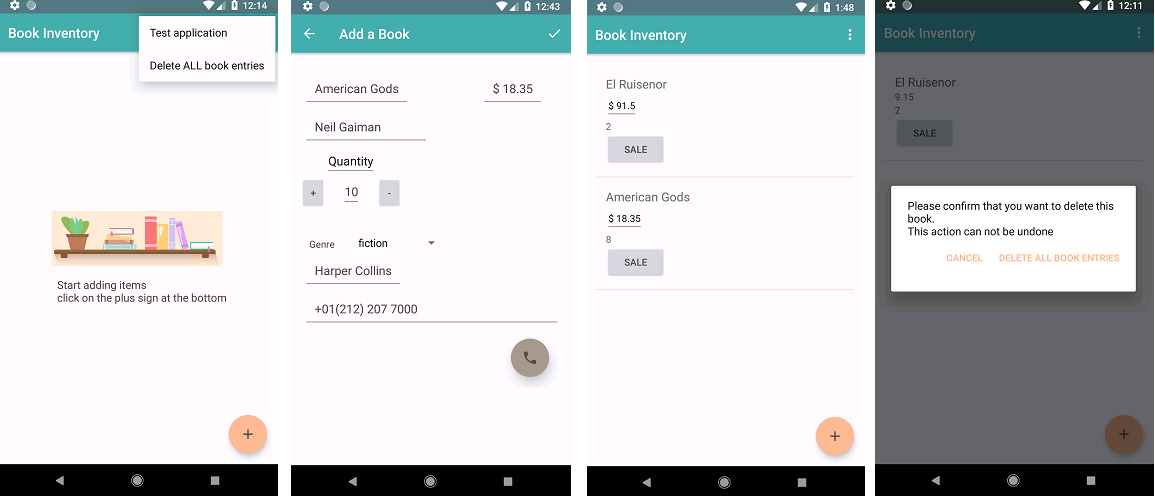 12:14
Book Inventory
Test application
Delete ALL book entries
Start adding items
click on the plus sign at the bottom
+
12:43
Add a Book
American Gods
$ 18.35
Neil Gaiman
Quantity
+ 10 -
Genre fiction
Harper Collins
+01(212) 207 7000
1:48
Book Inventory
El Ruisenor
$ 91.5
2
SALE
American Gods
$ 18.35
8
SALE
+
12:11
Book Inventory
El Ruisenor
9.15
2
SALE
Please confirm that you want to delete this
book.
This action can not be undone
CANCEL DELETE ALL BOOK ENTRIES
+